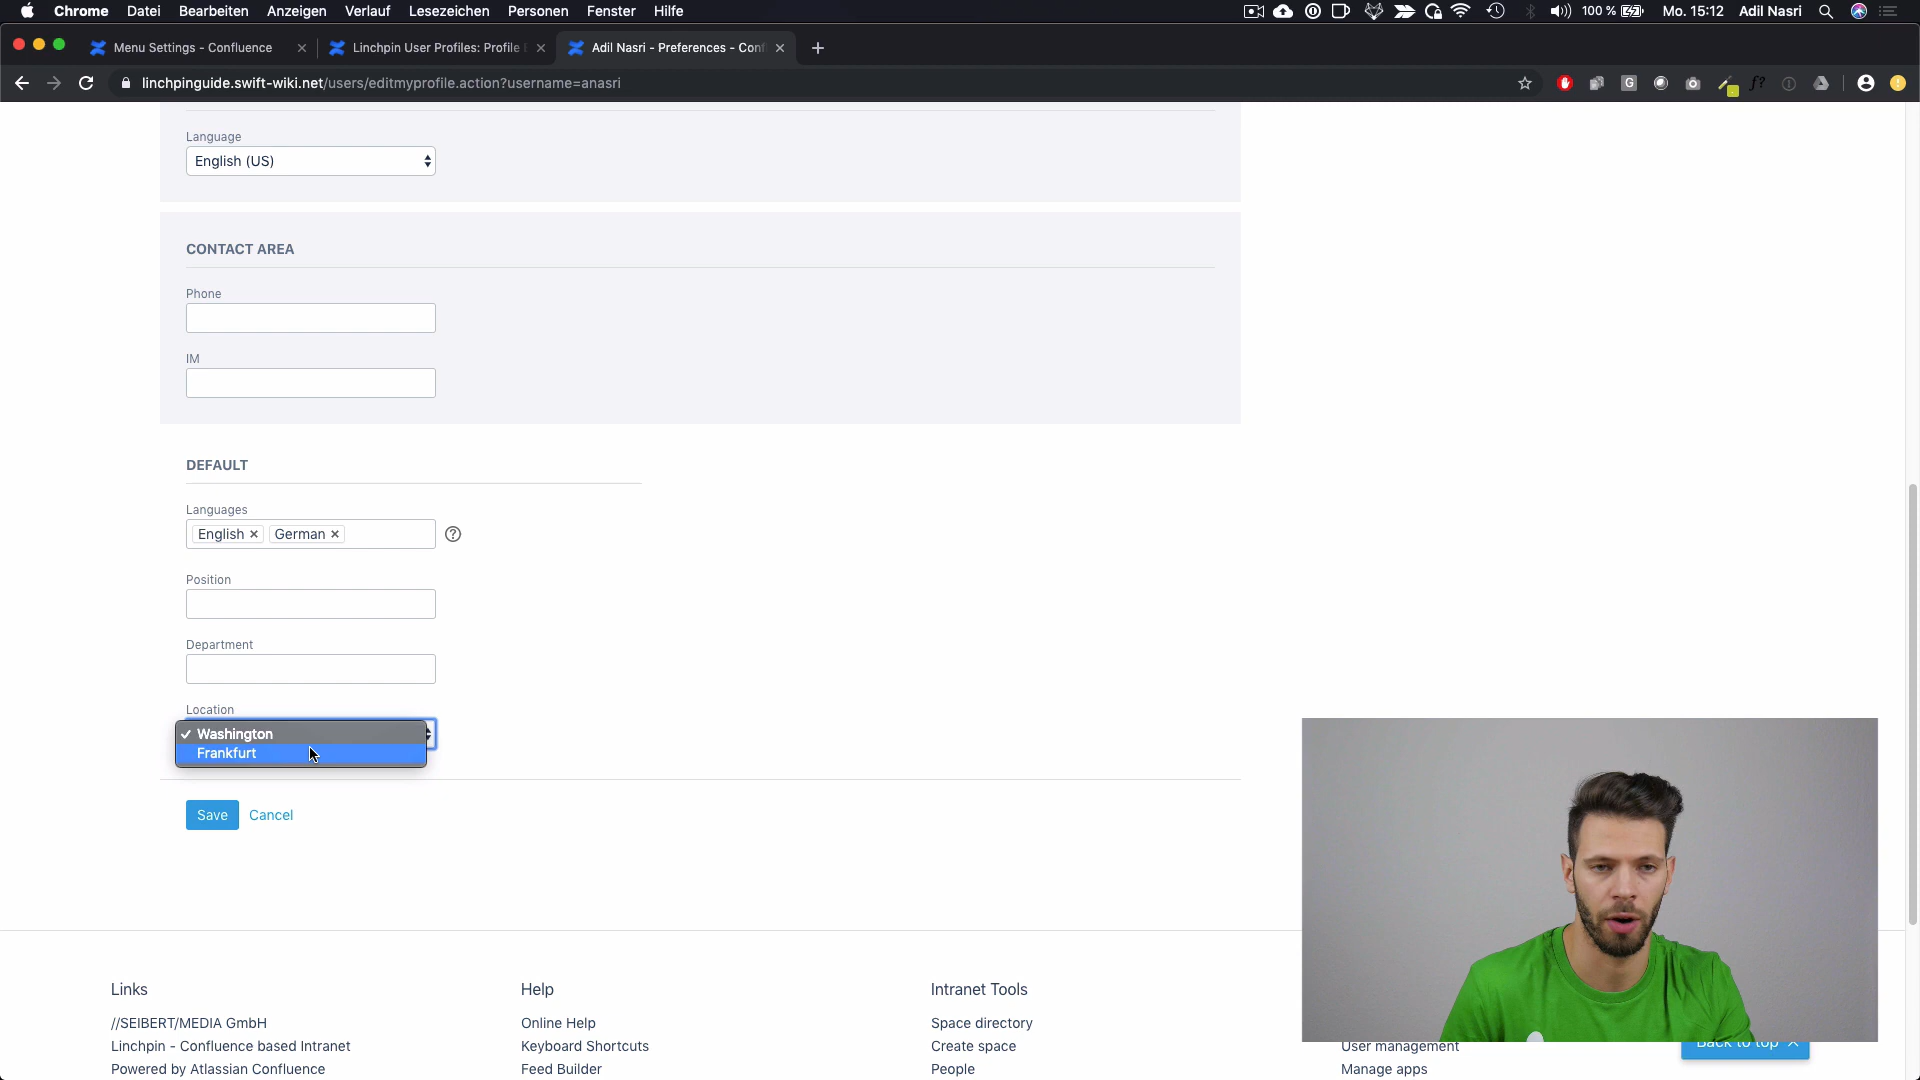 Chrome Datei Bearbeiten Anzeigen Verlauf Lesezeichen Personen Fenster Hilfe 100 % Mo. 15:12 Adil Nasri
Menu Settings - Confluence
Linchpin User Profiles: Profile
Adil Nasri - Preferences - Conf
linchpinguide.swift-wiki.net/users/editmyprofile.action?username=anasri
Language
English (US)
CONTACT AREA
Phone
IM
DEFAULT
Languages
English × German ×
Position
Department
Location
✓ Washington
Frankfurt
Save Cancel
Links
//SEIBERT/MEDIA GmbH
Linchpin - Confluence based Intranet
Powered by Atlassian Confluence
Help
Online Help
Keyboard Shortcuts
Feed Builder
Intranet Tools
Space directory
Create space
People
User management
Manage apps
Back to top